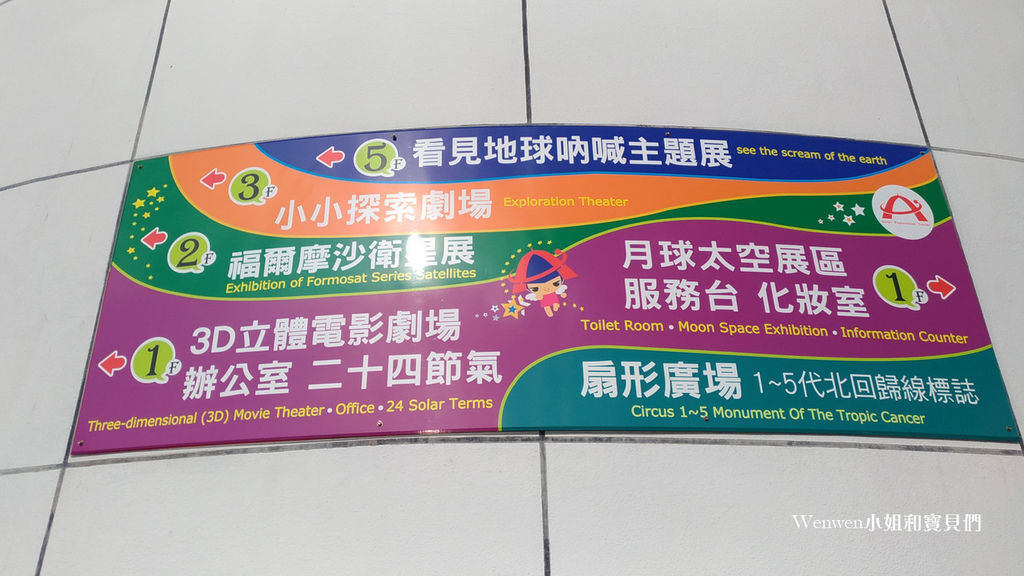 5F 看見地球吶喊主題展 see the scream of the earth
3F 小小探索劇場 Exploration Theater
2F 福爾摩沙衛星展
Exhibition of Formosat Series Satellites
1F 3D立體電影劇場
辦公室 二十四節氣
Three-dimensional (3D) Movie Theater • Office • 24 Solar Terms
月球太空展區
服務台 化妝室 1F
Toilet Room • Moon Space Exhibition • Information Counter
扇形廣場 1~5代北回歸線標誌
Circus 1~5 Monument Of The Tropic Cancer
Wenwen小姐和寶貝們